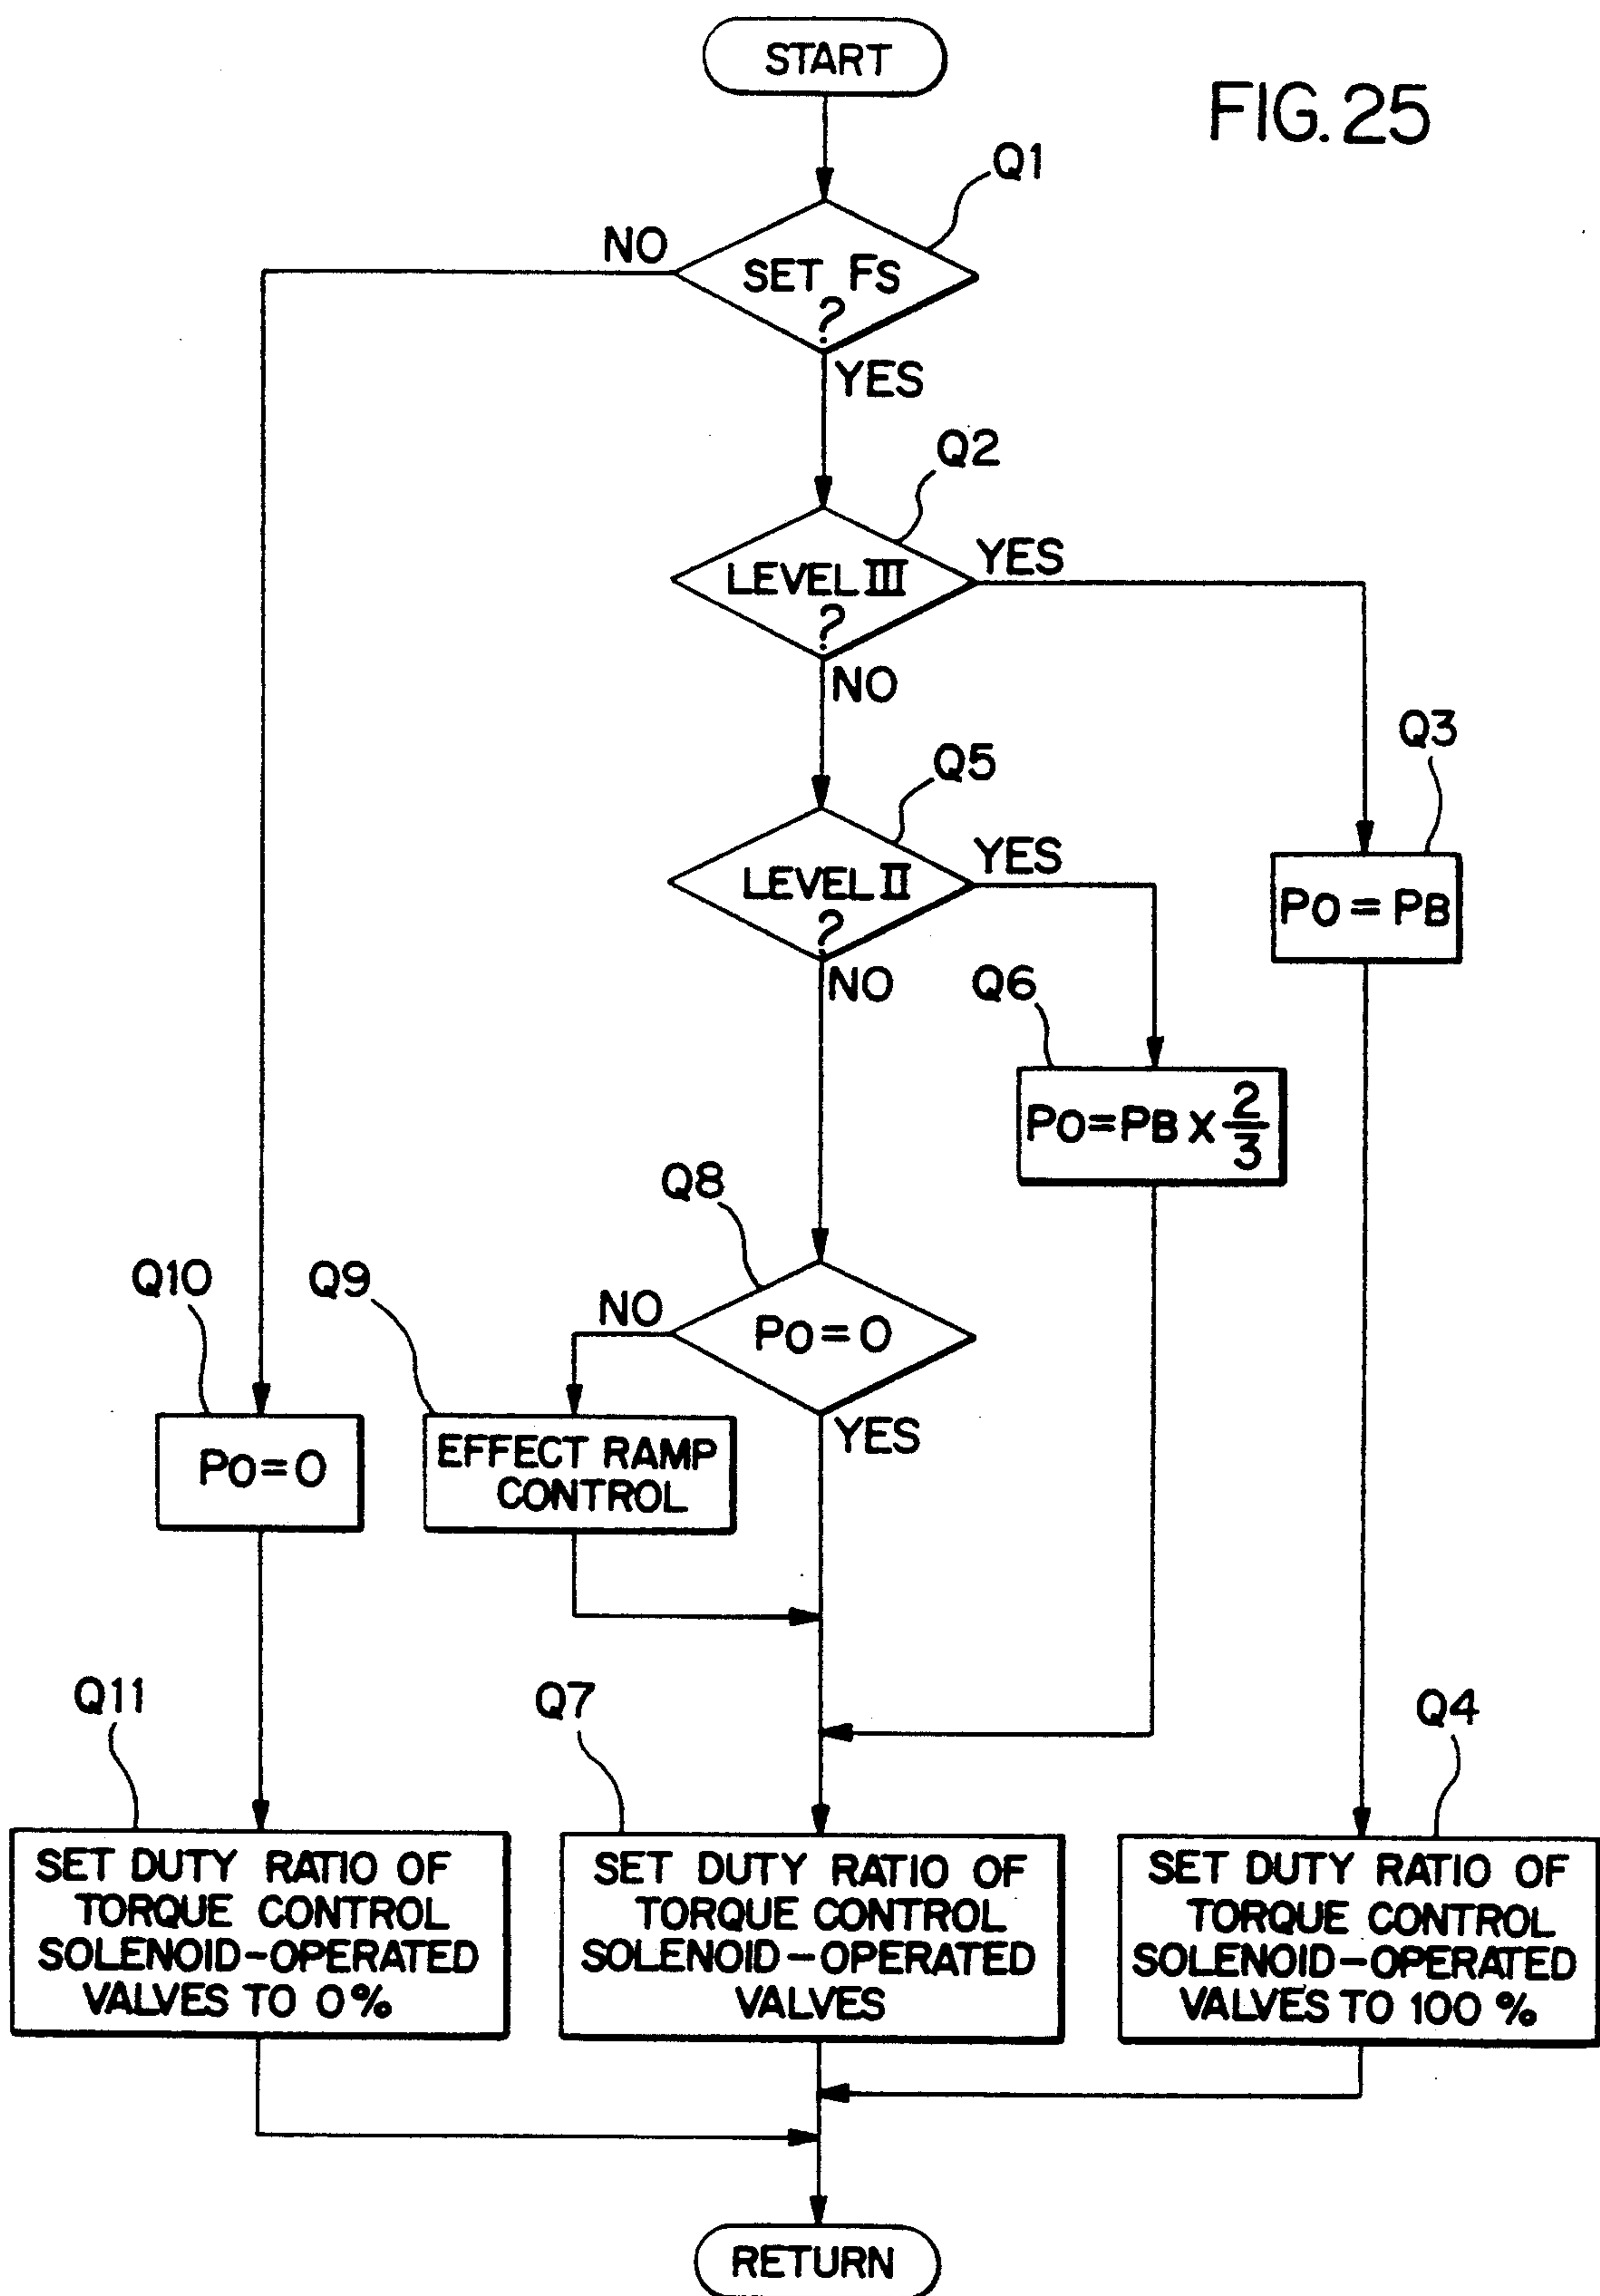 START
FIG. 25
Q1
NO
SET FS
?
YES
Q2
LEVEL III
?
YES
NO
Q3
Q5
LEVEL II
?
YES
PO = PB
NO
Q6
PO = PB X 2/3
Q8
Q10
Q9
NO
PO = 0
YES
PO = 0
EFFECT RAMP
CONTROL
Q11
Q7
Q4
SET DUTY RATIO OF
TORQUE CONTROL
SOLENOID-OPERATED
VALVES TO 0%
SET DUTY RATIO OF
TORQUE CONTROL
SOLENOID-OPERATED
VALVES
SET DUTY RATIO OF
TORQUE CONTROL
SOLENOID-OPERATED
VALVES TO 100 %
RETURN